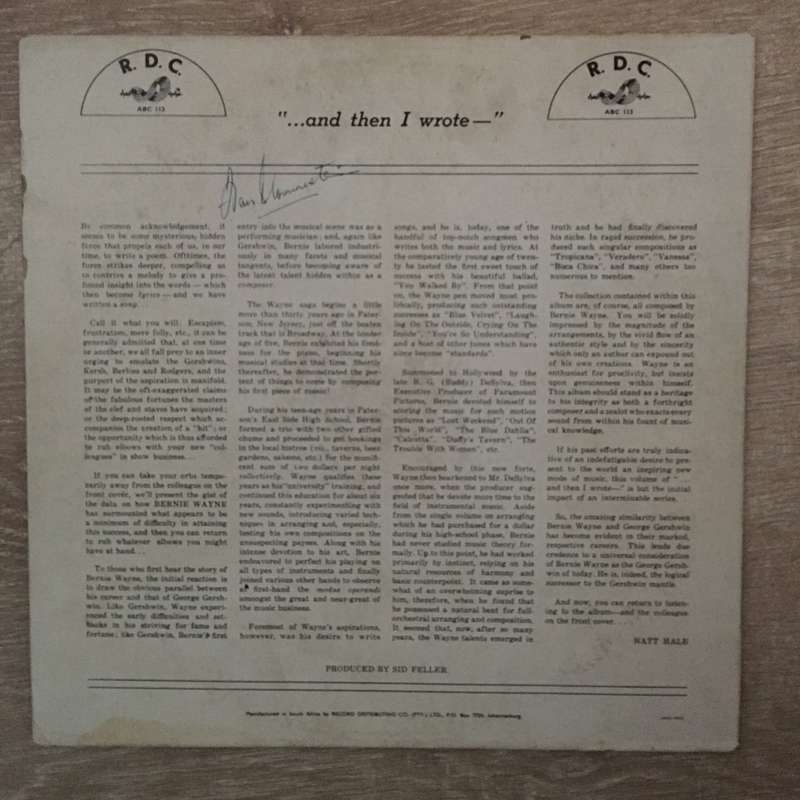 R. D. C.
ABC 113
R. D. C.
ABC 113
"...and then I wrote—"
By common acknowledgement, it
seems to be some mysterious, hidden
force that propels each of us, in our
time, to write a poem. Ofttimes, the
furor strikes deeper, compelling us
to contrive a melody to give a pro-
found insight into the words — which
then become lyrics — and we have
written a song.
Call it what you will. Escapism,
frustration, mere folly, etc., it can be
generally admitted that, at one time
or another, we all fall prey to an inner
urging to emulate the Gershwins,
Kerns, Berlins and Rodgers, and the
purport of the aspiration is manifold.
It may be the oft-exaggerated claims
of the fabulous fortunes the masters
of the clef and staves have acquired;
or the deep-rooted respect which ac-
companies the creation of a "hit"; or
the opportunity which is thus afforded
to rub elbows with your new "col-
leagues" in show business.
If you can take your orbs tempo-
rarily away from the colleagues on the
front cover, we'll present the gist of
the data on how BERNIE WAYNE
has surmounted what appears to be
a minimum of difficulty in attaining
this success, and then you can return
to rub whatever elbows you might
have at hand...
To those who first hear the story of
Bernie Wayne, the initial reaction is
to draw the obvious parallel between
his career and that of George Gersh-
win. Like Gershwin, Wayne experi-
enced the early difficulties and set-
backs in his striving for fame and
fortune; like Gershwin, Bernie's first
entry into the musical scene was as a
performing musician; and, again like
Gershwin, Bernie labored industri-
ously in many facets and musical
tangents, before becoming aware of
the latent talent hidden within as a
composer.
The Wayne saga begins a little
more than thirty years ago in Pater-
son, New Jersey, just off the beaten
track that is Broadway. At the tender
age of five, Bernie exhibited his fond-
ness for the piano, beginning his
musical studies at that time. Shortly
thereafter, he demonstrated the por-
tent of things to come by composing
his first piece of music!
During his teen-age years in Pater-
son's East Side High School, Bernie
formed a trio with two other gifted
chums and proceeded to get bookings
in the local bistros (viz., taverns, beer
gardens, saloons, etc.) for the munifi-
cent sum of two dollars per night
collectively. Wayne qualifies these
years as his "university" training, and
continued this education for about six
years, constantly experimenting with
new sounds, introducing varied tech-
niques in arranging and, especially,
testing his own compositions on the
unsuspecting payees. Along with his
intense devotion to his art, Bernie
endeavored to perfect his playing on
all types of instruments and finally
joined various other bands to observe
at first-hand the modus operandi
amongst the great and near-great of
the music business.
Foremost of Wayne's aspirations,
however, was his desire to write
songs, and he is, today, one of the
handful of top-notch songmen who
writes both the music and lyrics. At
the comparatively young age of twen-
ty he tasted the first sweet touch of
success with his beautiful ballad,
"You Walked By". From that point
on, the Wayne pen moved most pro-
lifically, producing such outstanding
successes as "Blue Velvet", "Laugh-
ing On The Outside, Crying On The
Inside", "You're So Understanding",
and a host of other tunes which have
since become "standards".
Summoned to Hollywood by the
late B. G. (Buddy) DeSylva, then
Executive Producer of Paramount
Pictures, Bernie devoted himself to
scoring the music for such motion
pictures as "Lost Weekend", "Out Of
This World", "The Blue Dahlia",
"Calcutta", "Duffy's Tavern", "The
Trouble With Women", etc.
Encouraged by this new forte,
Wayne then hearkened to Mr. DeSylva
once more, when the producer sug-
gested that he devote more time to the
field of instrumental music. Aside
from the single volume on arranging
which he had purchased for a dollar
during his high-school phase, Bernie
had never studied music theory for-
mally. Up to this point, he had worked
primarily by instinct, relying on his
natural resources of harmony and
basic counterpoint. It came as some-
what of an overwhelming surprise to
him, therefore, when he found that
he possessed a natural bent for full-
orchestral arranging and composition.
It seemed that, now, after so many
years, the Wayne talents emerged in
truth and he had finally discovered
his niche. In rapid succession, he pro-
duced such singular compositions as
"Tropicana", "Veradero", "Vanessa",
"Boca Chica", and many others too
numerous to mention.
The collection contained within this
album are, of course, all composed by
Bernie Wayne. You will be solidly
impressed by the magnitude of the
arrangements, by the vivid flow of an
authentic style and by the sincerity
which only an author can expound out
of his own creations. Wayne is an
enthusiast for proclivity, but insists
upon genuineness within himself.
This album should stand as a heritage
to his integrity as both a forthright
composer and a zealot who exacts every
sound from within his fount of musi-
cal knowledge.
If his past efforts are truly indica-
tive of an indefatigable desire to pre-
sent to the world an inspiring new
mode of music, this volume of "...
and then I wrote—" is but the initial
impact of an interminable series.
So, the amazing similarity between
Bernie Wayne and George Gershwin
has become evident in their marked,
respective careers. This lends due
credence to a universal consideration
of Bernie Wayne as the George Gersh-
win of today. He is, indeed, the logical
successor to the Gershwin mantle.
And now, you can return to listen-
ing to the album—and the colleagues
on the front cover...
NATT HALE
PRODUCED BY SID FELLER
Manufactured in South Africa by RECORD DISTRIBUTING CO. (PTY.) LTD., P.O. Box 7704, Johannesburg